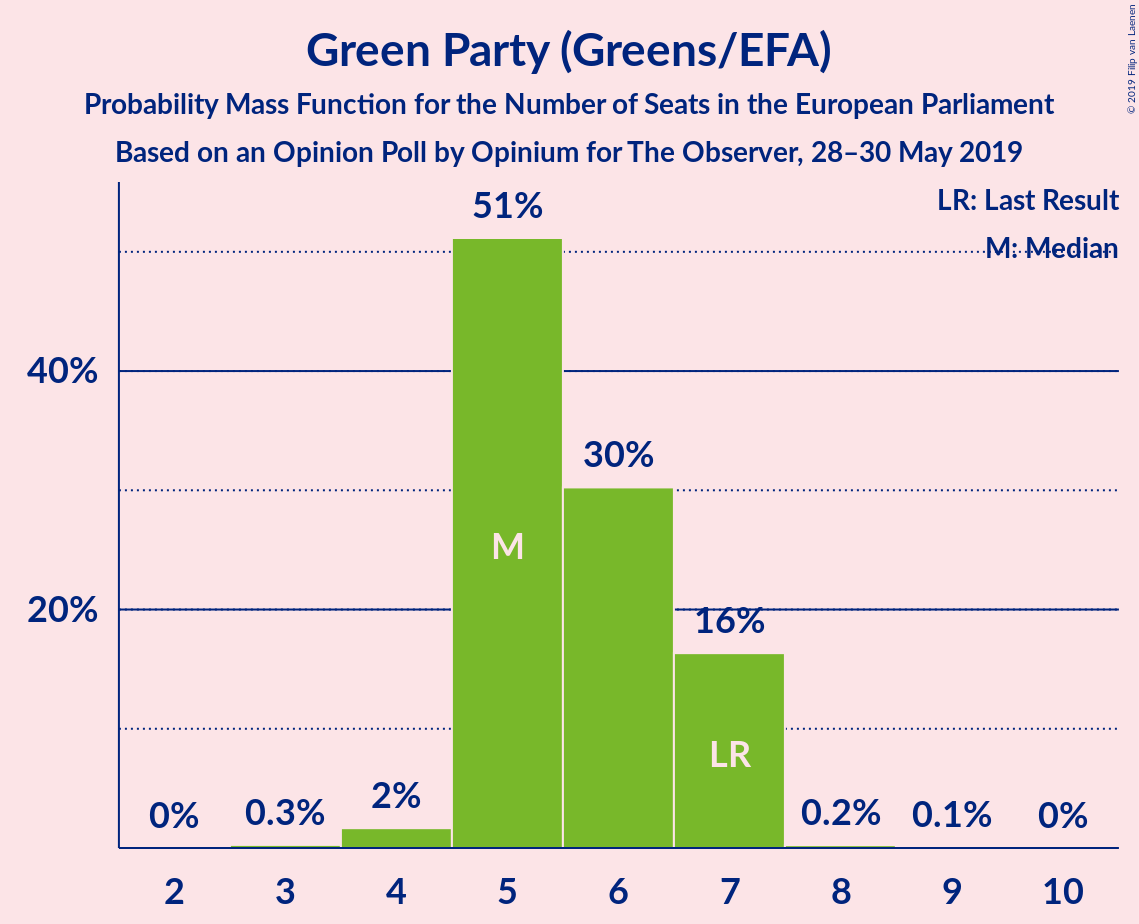 Green Party (Greens/EFA)
Probability Mass Function for the Number of Seats in the European Parliament
Based on an Opinion Poll by Opinium for The Observer, 28–30 May 2019
© 2019 Filip van Laenen
LR: Last Result
M: Median
51%
40%
30%
M
20%
16%
LR
0%
0.3%
2%
0.2%
0.1%
0%
2 3 4 5 6 7 8 9 10